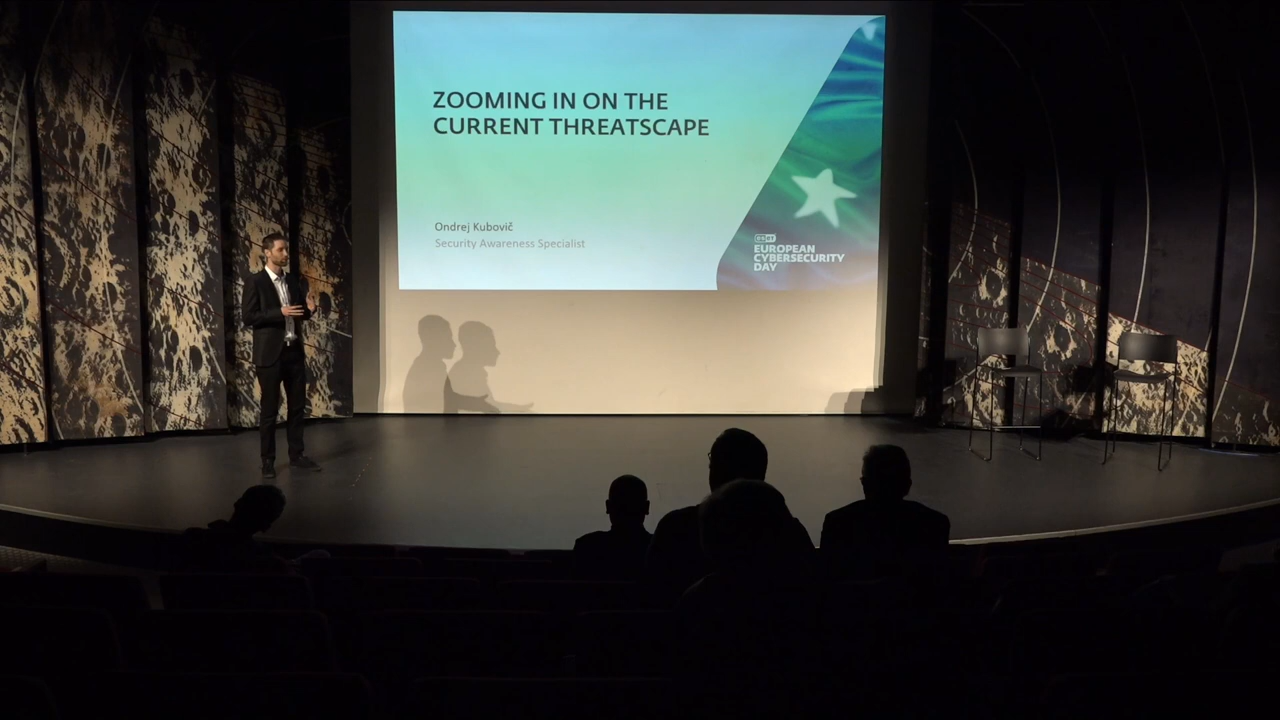 ZOOMING IN ON THE
CURRENT THREATSCAPE
Ondrej Kubovič
Security Awareness Specialist
eset
EUROPEAN
CYBERSECURITY
DAY